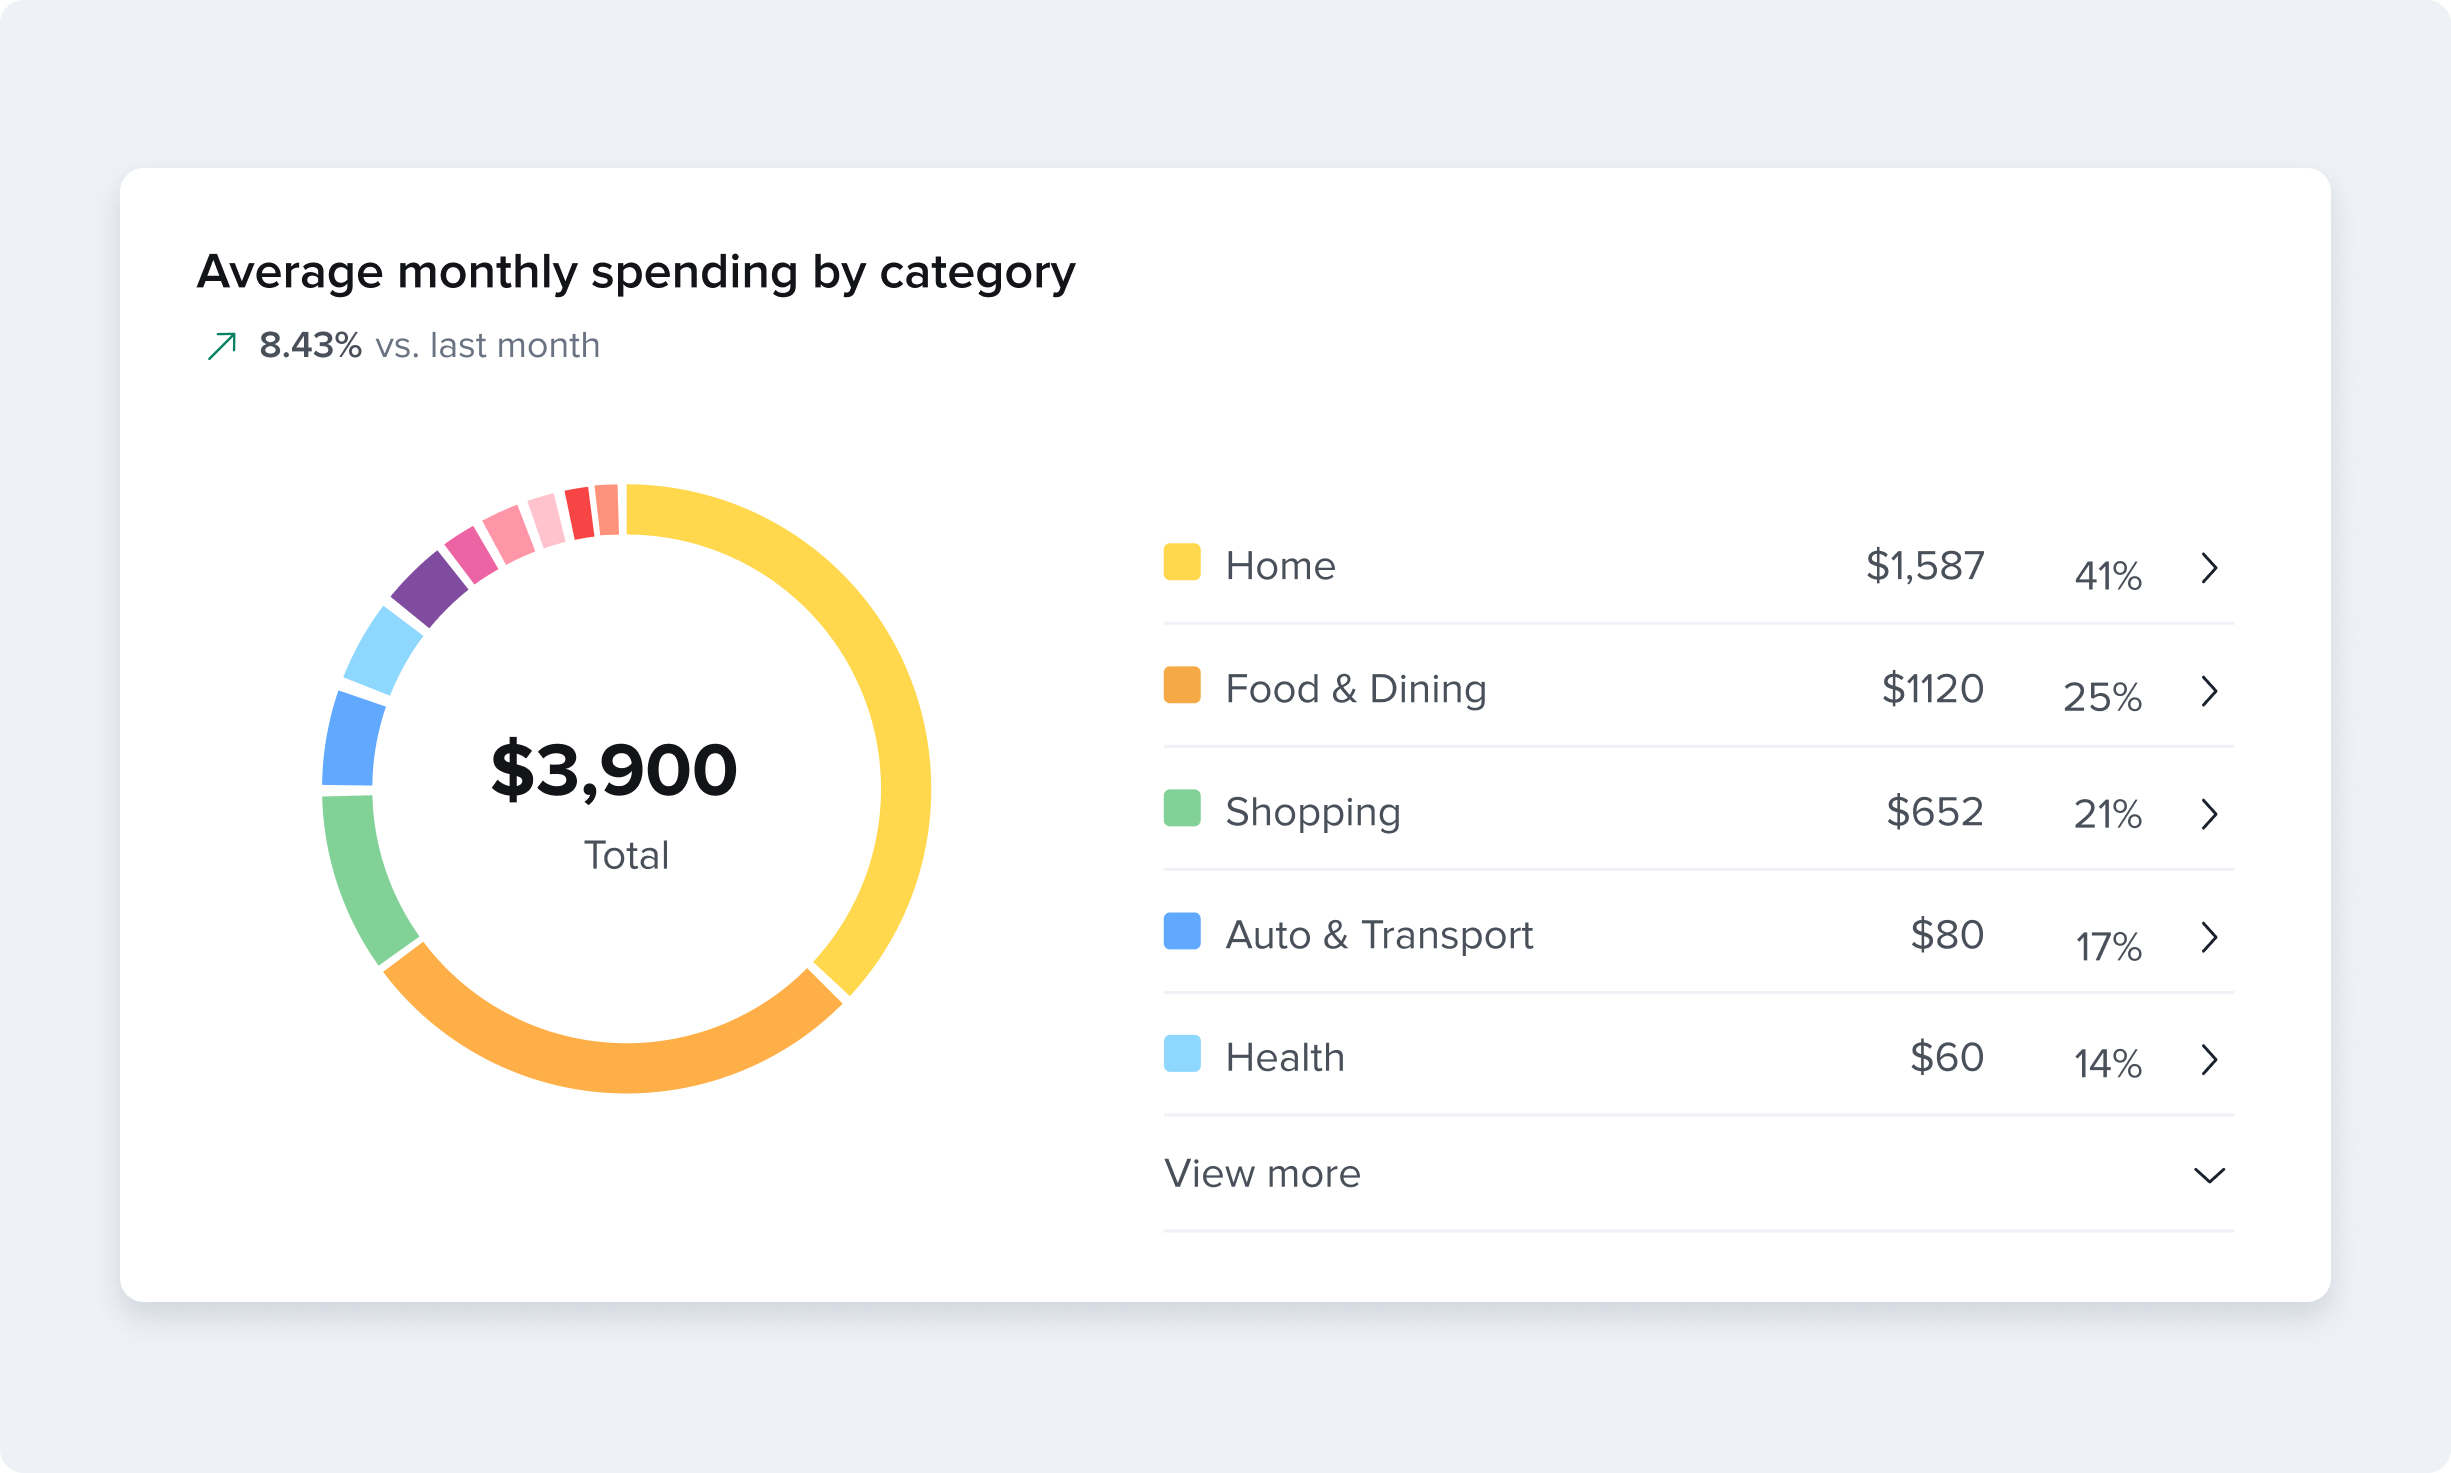 Average monthly spending by category
8.43% vs. last month
$3,900
Total
Home $1,587 41%
Food & Dining $1120 25%
Shopping $652 21%
Auto & Transport $80 17%
Health $60 14%
View more